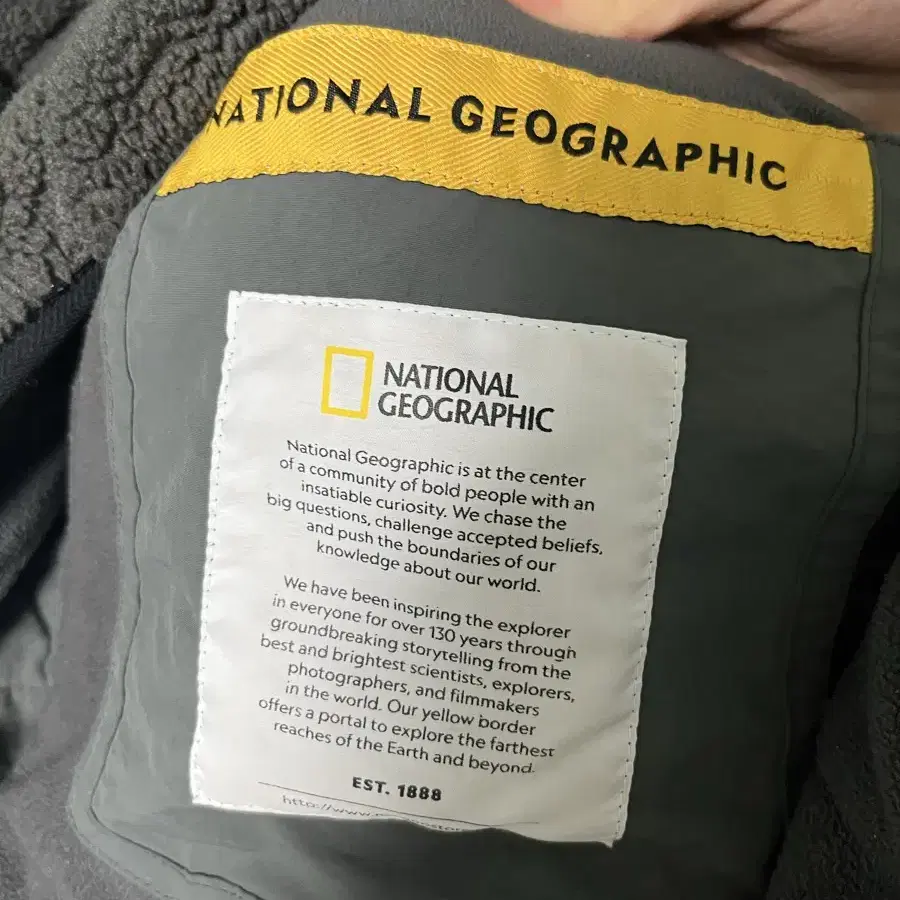 NATIONAL GEOGRAPHIC
NATIONAL
GEOGRAPHIC
National Geographic is at the center
of a community of bold people with an
insatiable curiosity. We chase the
big questions, challenge accepted beliefs,
and push the boundaries of our
knowledge about our world.
We have been inspiring the explorer
in everyone for over 130 years through
groundbreaking storytelling from the
best and brightest scientists, explorers,
photographers, and filmmakers
in the world. Our yellow border
offers a portal to explore the farthest
reaches of the Earth and beyond.
EST. 1888